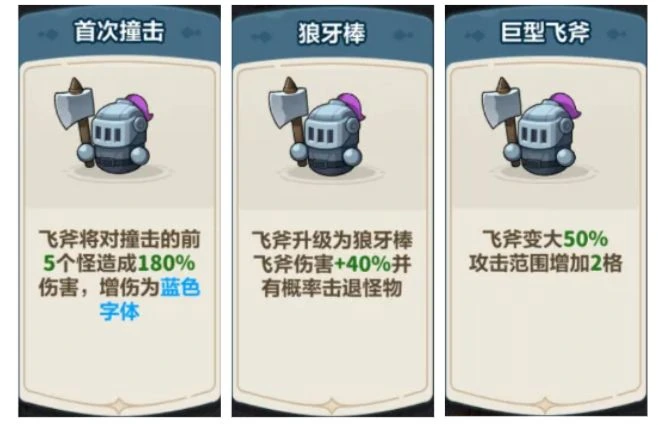 首次撞击
飞斧将对撞击的前
5个怪造成180%
伤害，增伤为蓝色
字体
狼牙棒
飞斧升级为狼牙棒
飞斧伤害+40%并
有概率击退怪物
巨型飞斧
飞斧变大50%
攻击范围增加2格